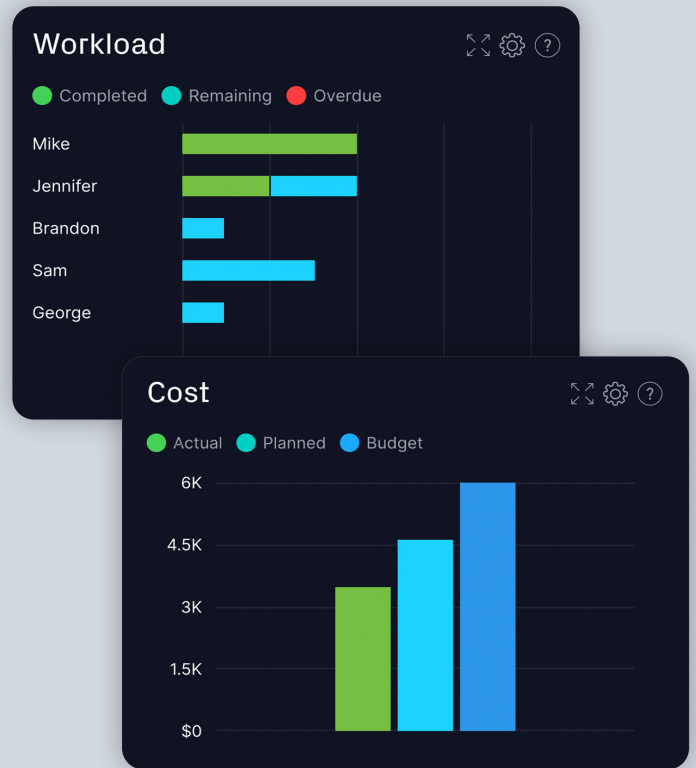 Workload
?
Completed Remaining Overdue
Mike
Jennifer
Brandon
Sam
George
Cost
?
Actual Planned Budget
6K
4.5K
3K
1.5K
$0